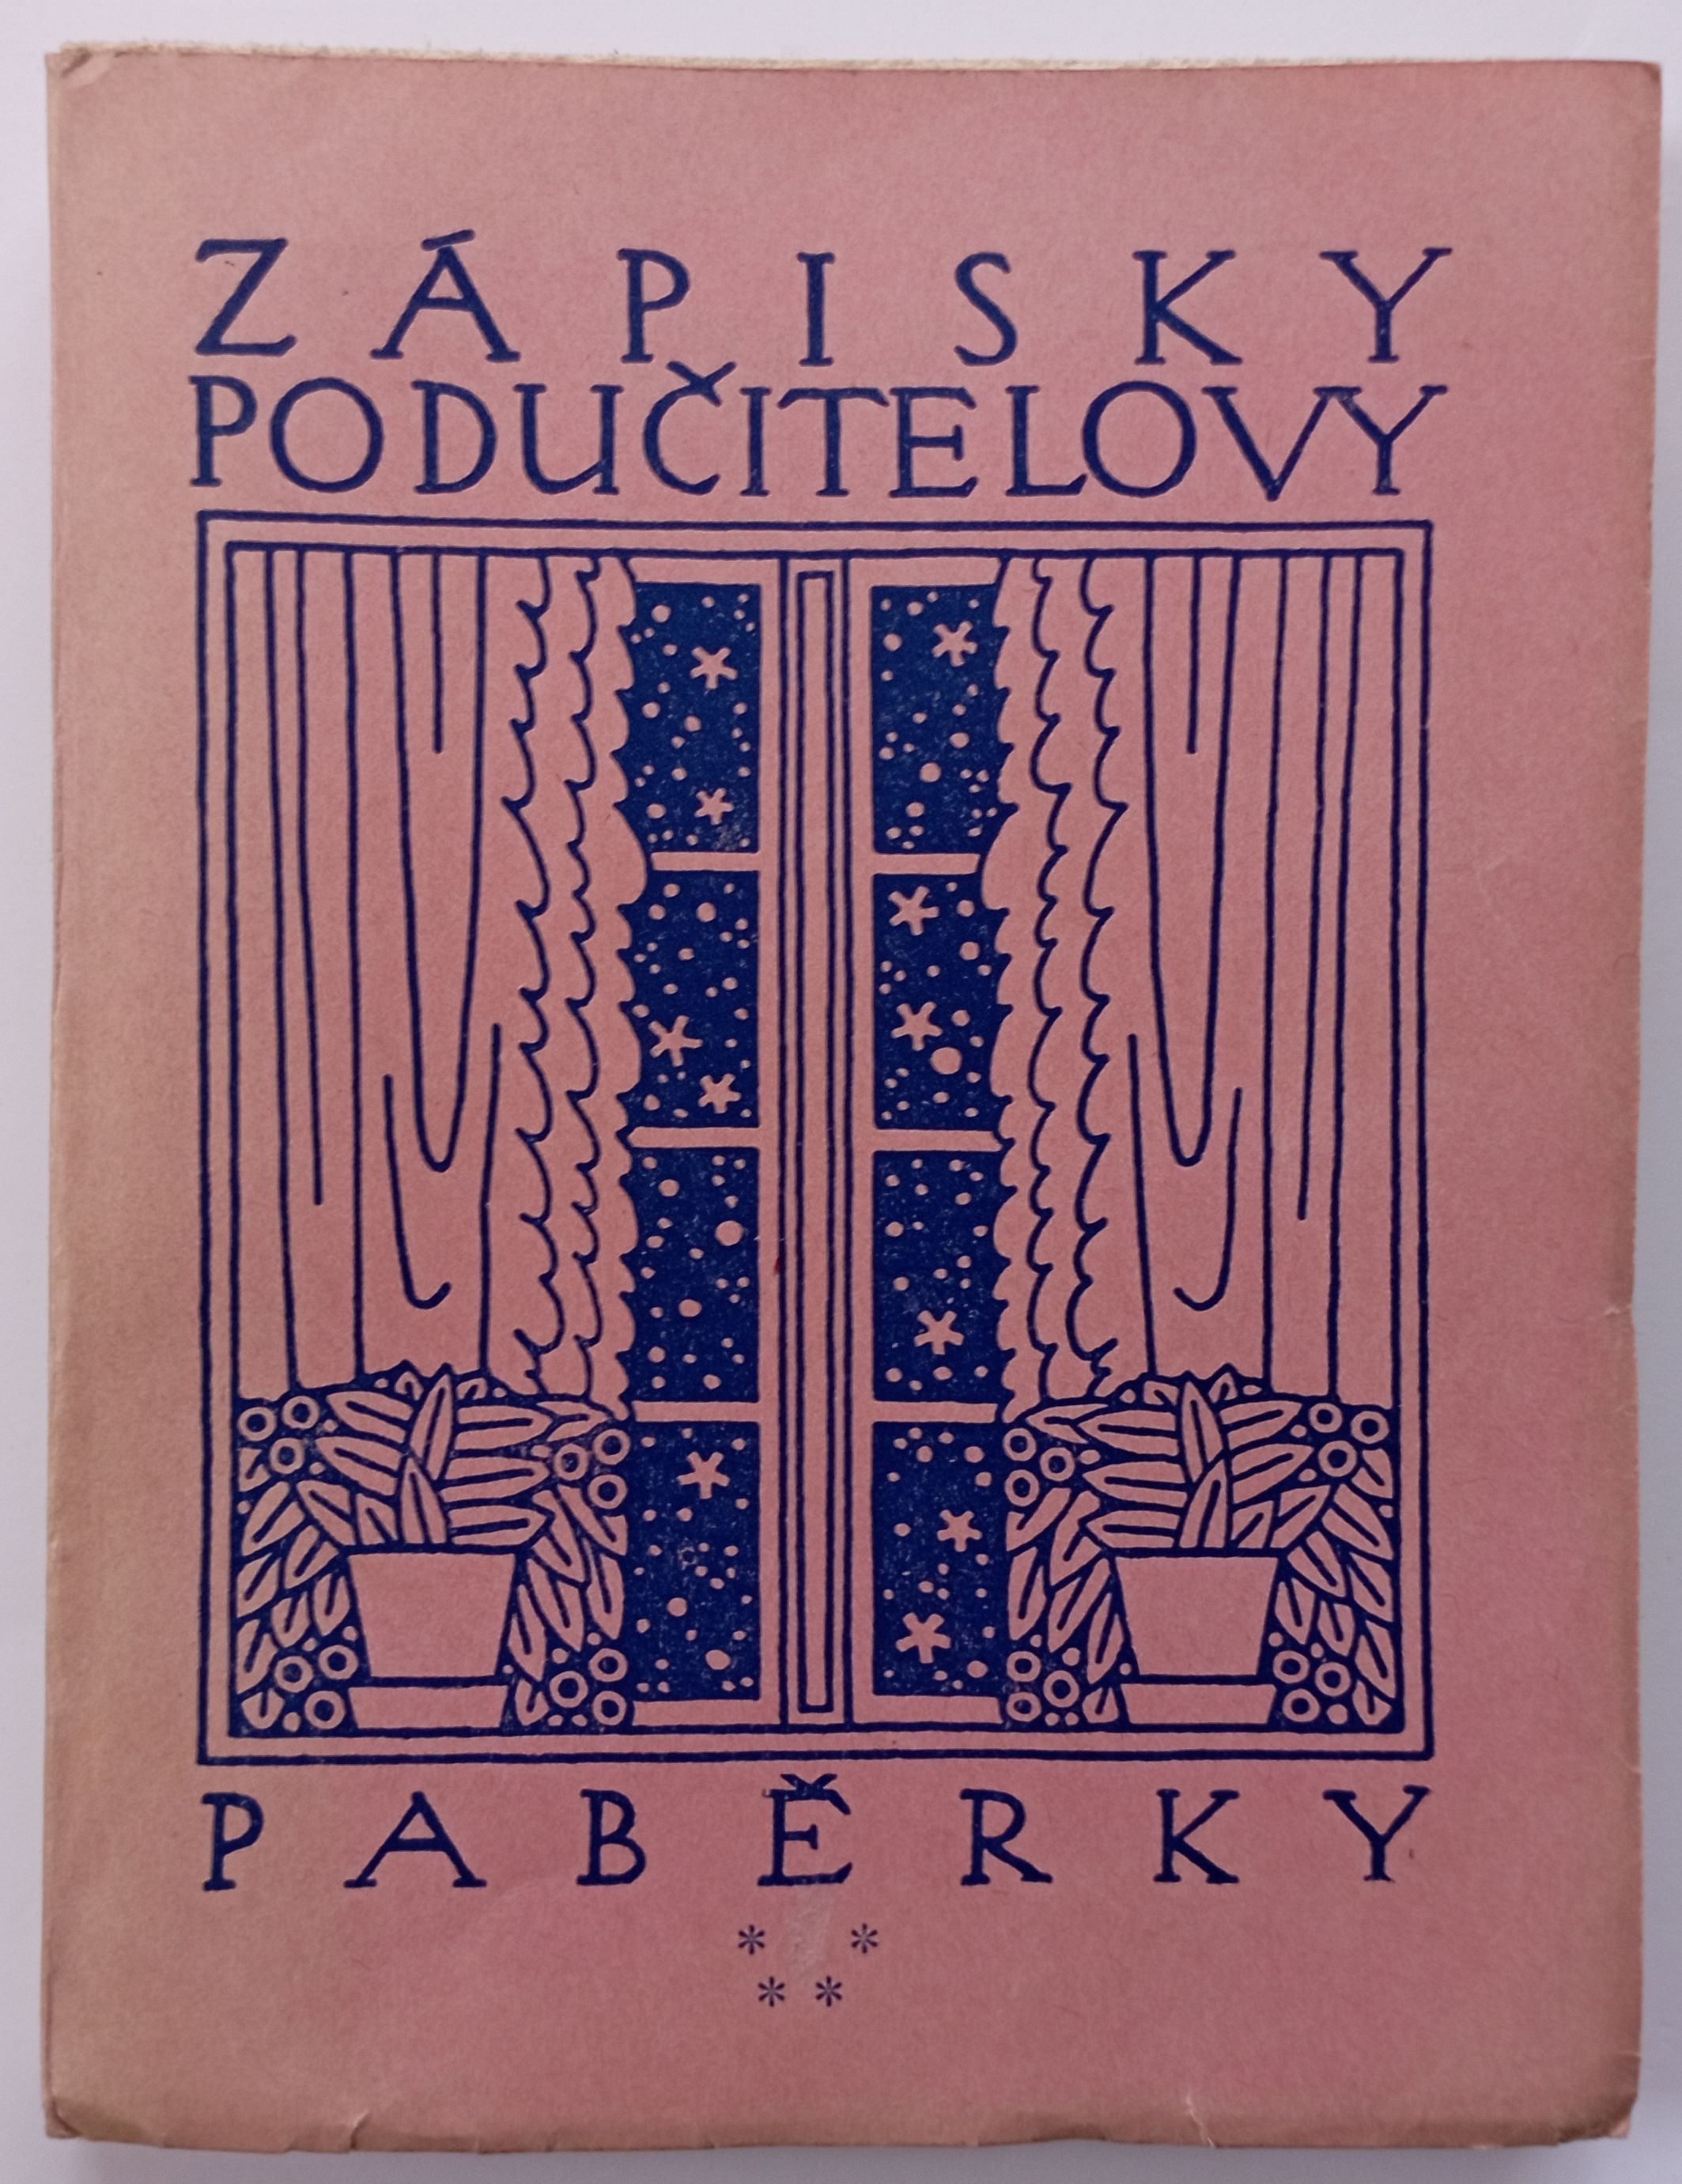 ZÁPISKY
PODUČITELOVY
PABĚRKY
* *
* *